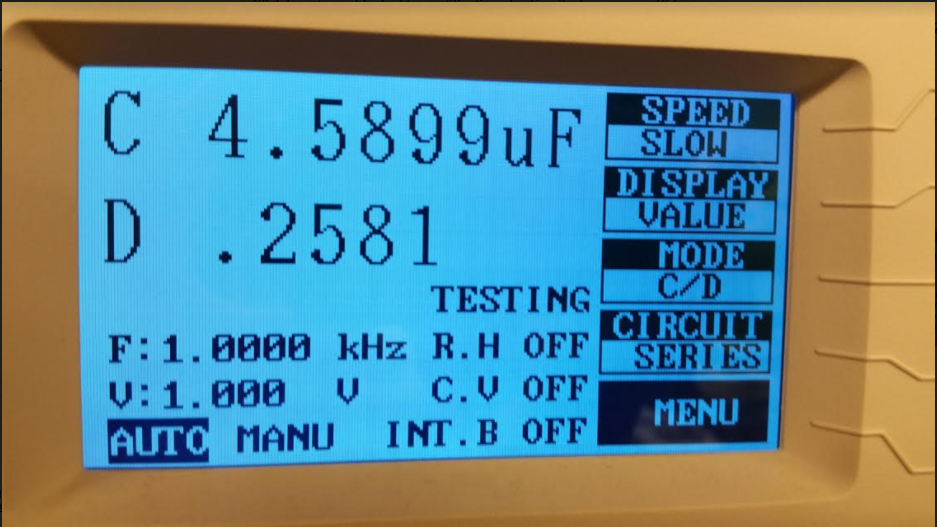 C 4.5899uF
D .2581
TESTING
F:1.0000 kHz R.H OFF
V:1.000 V C.V OFF
AUTO MANU INT.B OFF
SPEED
SLOW
DISPLAY
VALUE
MODE
C/D
CIRCUIT
SERIES
MENU